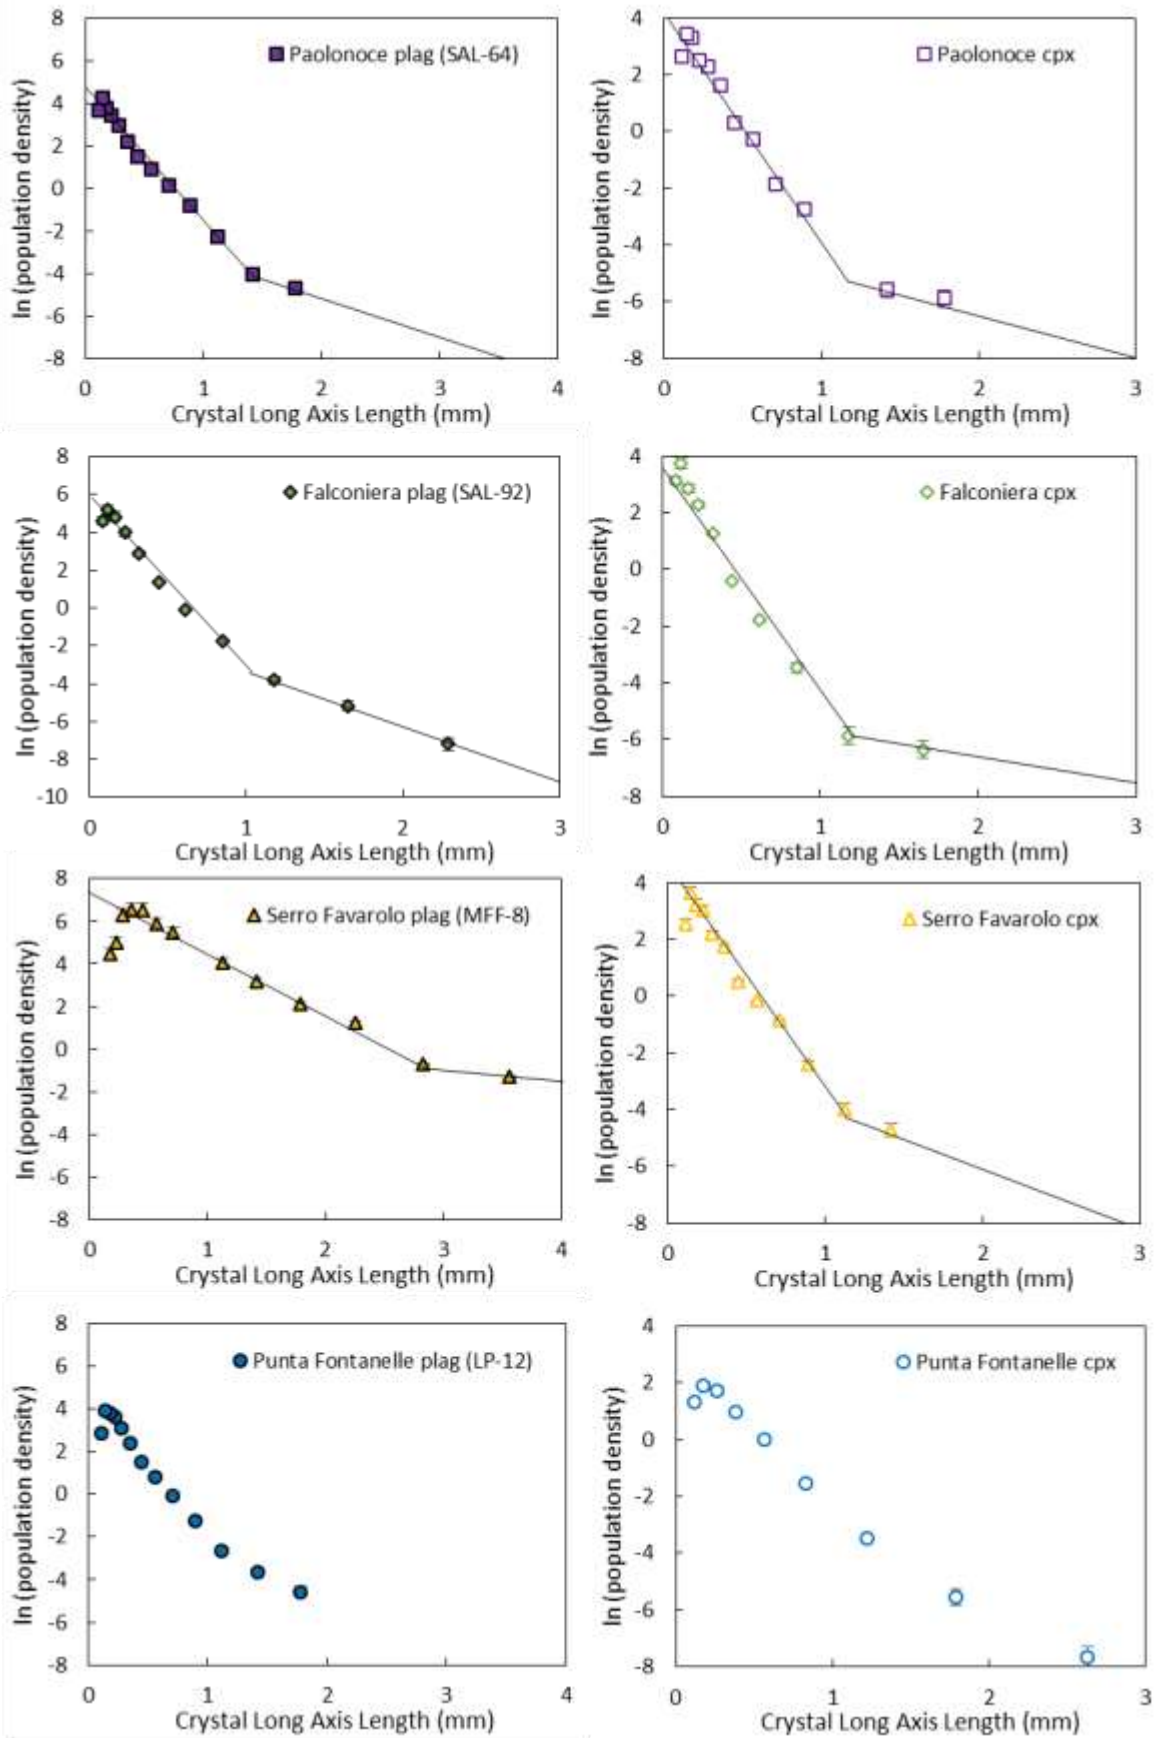 Paolonoce plag (SAL-64)
ln (population density)
8
6
4
2
0
-2
-4
-6
-8
0 1 2 3 4
Crystal Long Axis Length (mm)
Paolonoce cpx
ln (population density)
4
2
0
-2
-4
-6
-8
0 1 2 3
Crystal Long Axis Length (mm)
Falconiera plag (SAL-92)
ln (population density)
8
6
4
2
0
-2
-4
-6
-8
-10
0 1 2 3
Crystal Long Axis Length (mm)
Falconiera cpx
ln (population density)
4
2
0
-2
-4
-6
-8
0 1 2 3
Crystal Long Axis Length (mm)
Serro Favarolo plag (MFF-8)
ln (population density)
8
6
4
2
0
-2
-4
-6
-8
0 1 2 3 4
Crystal Long Axis Length (mm)
Serro Favarolo cpx
ln (population density)
4
2
0
-2
-4
-6
-8
0 1 2 3
Crystal Long Axis Length (mm)
Punta Fontanelle plag (LP-12)
ln (population density)
8
6
4
2
0
-2
-4
-6
-8
0 1 2 3 4
Crystal Long Axis Length (mm)
Punta Fontanelle cpx
ln (population density)
4
2
0
-2
-4
-6
-8
0 1 2 3
Crystal Long Axis Length (mm)